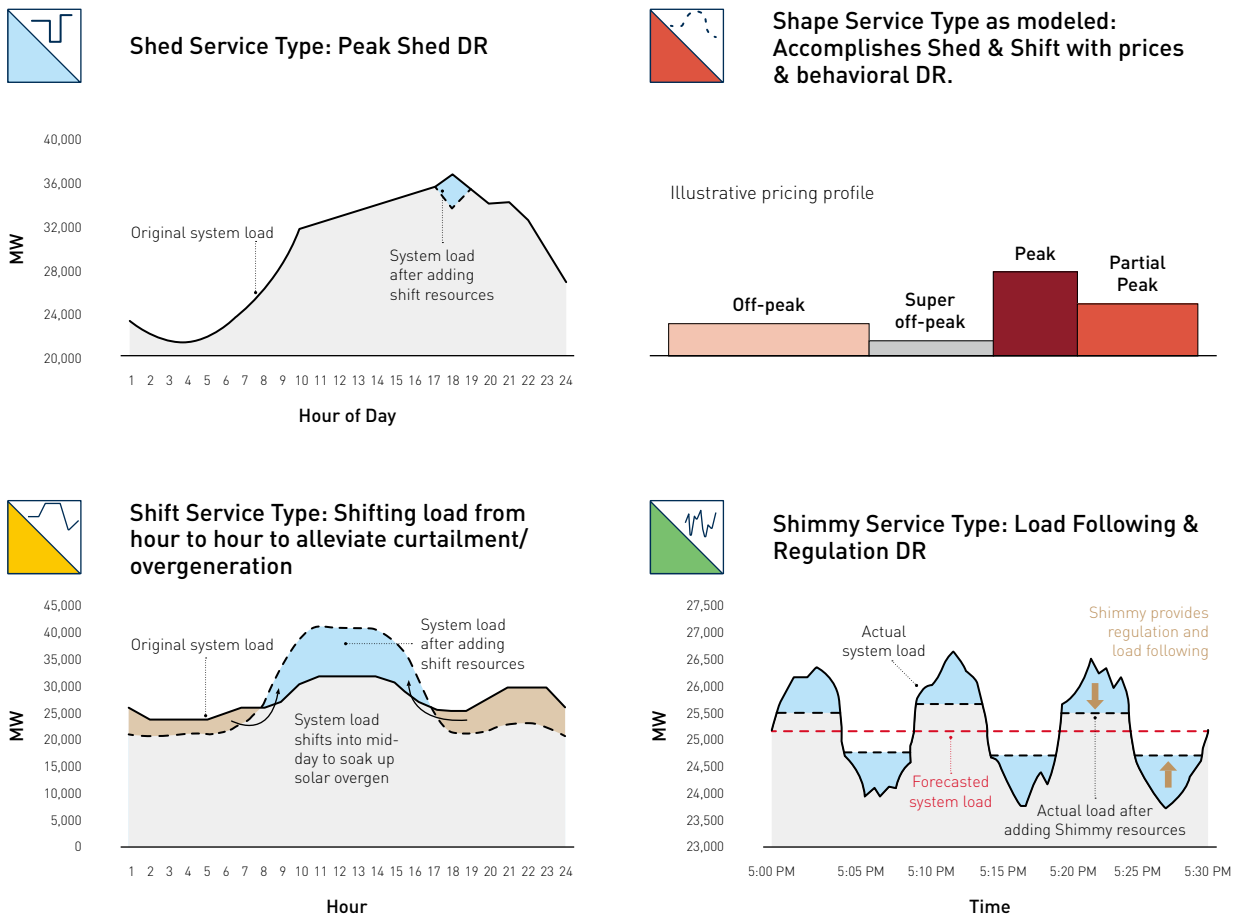 Shed Service Type: Peak Shed DR
40,000
36,000
32,000
28,000
24,000
20,000
MW
Original system load
System load
after adding
shift resources
1 2 3 4 5 6 7 8 9 10 11 12 13 14 15 16 17 18 19 20 21 22 23 24
Hour of Day
Shape Service Type as modeled:
Accomplishes Shed & Shift with prices
& behavioral DR.
Illustrative pricing profile
Off-peak
Super
off-peak
Peak
Partial
Peak
Shift Service Type: Shifting load from
hour to hour to alleviate curtailment/
overgeneration
45,000
40,000
35,000
30,000
25,000
20,000
15,000
10,000
5,000
0
MW
Original system load
System load
after adding
shift resources
System load
shifts into mid-
day to soak up
solar overgen
1 2 3 4 5 6 7 8 9 10 11 12 13 14 15 16 17 18 19 20 21 22 23 24
Hour
Shimmy Service Type: Load Following &
Regulation DR
27,500
27,000
26,500
26,000
25,500
25,000
24,500
24,000
23,500
23,000
MW
Actual
system load
Shimmy provides
regulation and
load following
Forecasted
system load
Actual load after
adding Shimmy resources
5:00 PM 5:05 PM 5:10 PM 5:15 PM 5:20 PM 5:25 PM 5:30 PM
Time